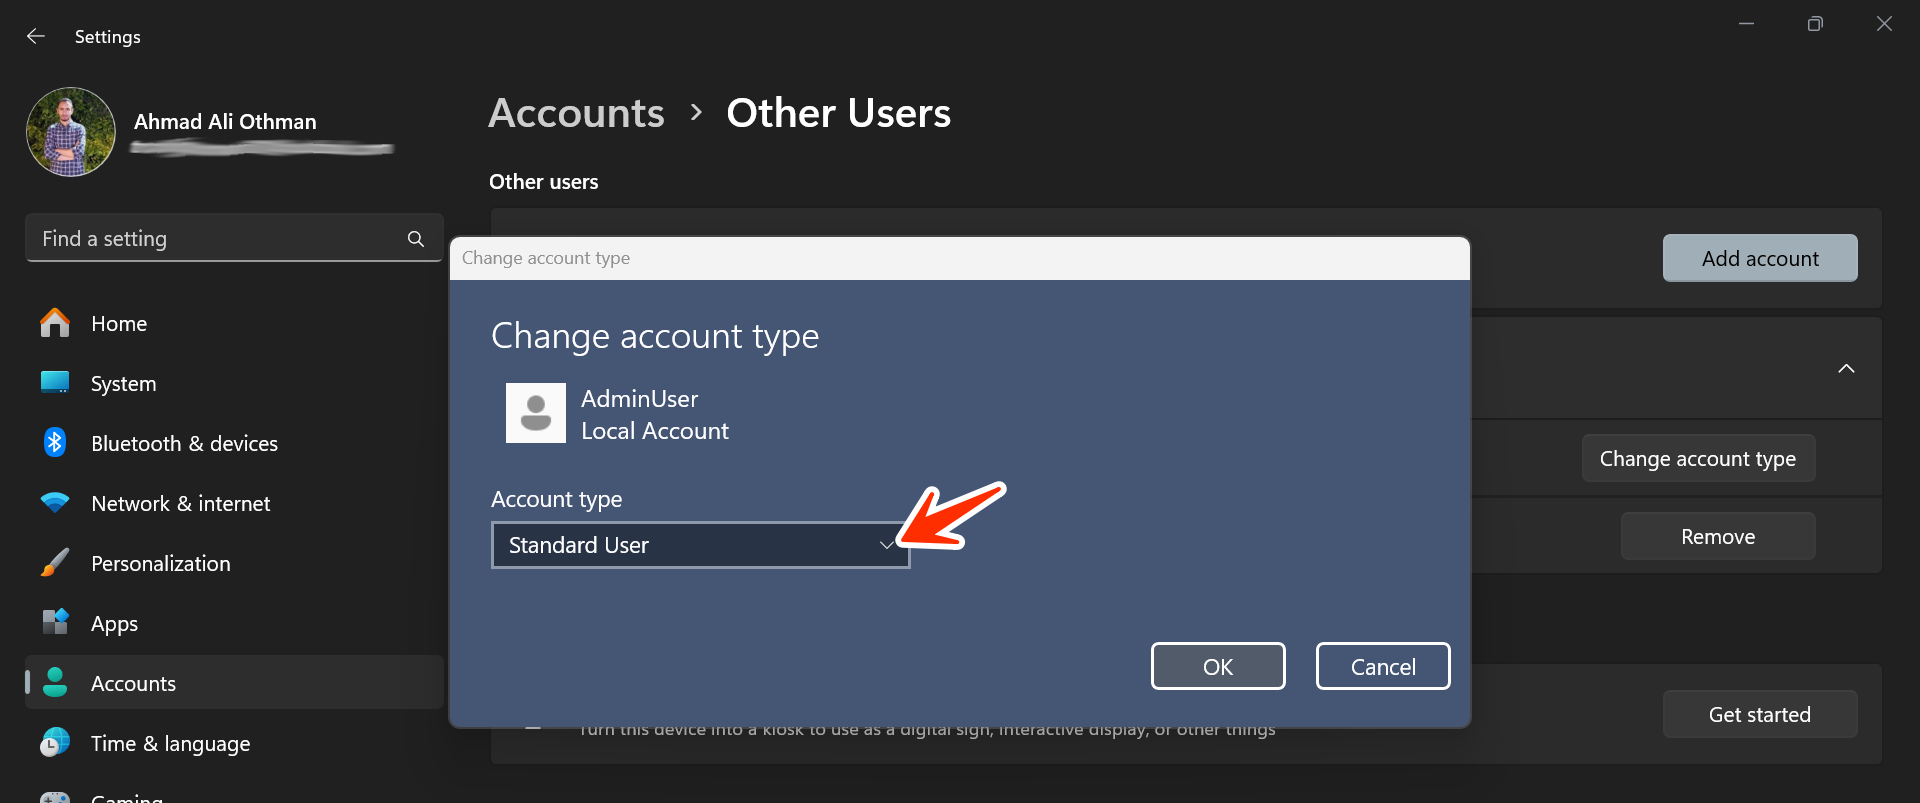 Settings
Ahmad Ali Othman
Find a setting
Home
System
Bluetooth & devices
Network & internet
Personalization
Apps
Accounts
Time & language
Gaming
Accounts > Other Users
Other users
Add account
Change account type
Change account type
AdminUser
Local Account
Account type
Standard User
OK
Cancel
Change account type
Remove
Turn this device into a kiosk to use as a digital sign, interactive display, or other things
Get started